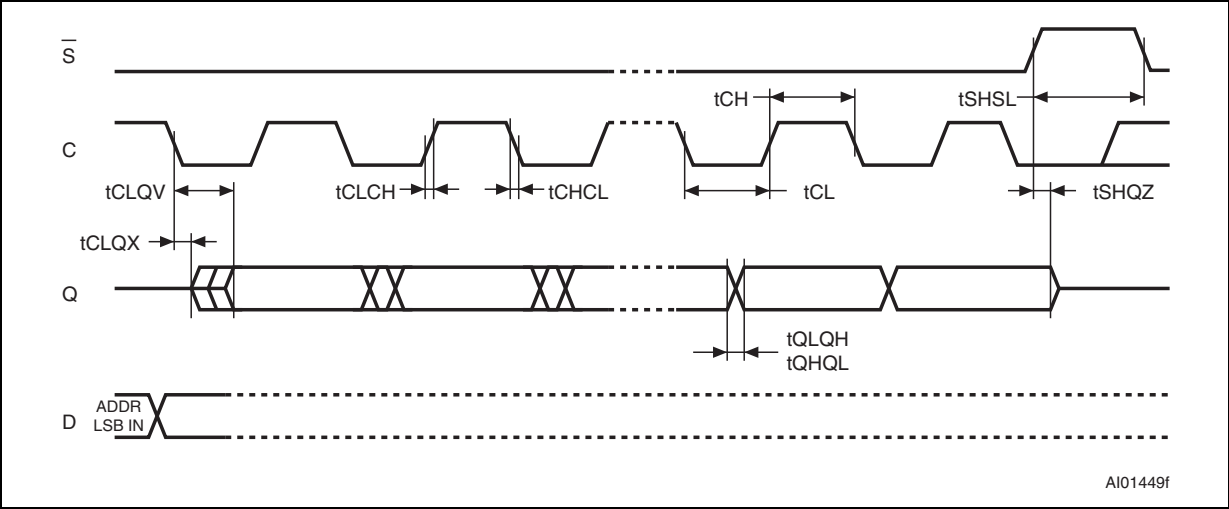 S
tCH
tSHSL
C
tCLQV
tCLCH
tCHCL
tCL
tSHQZ
tCLQX
Q
tQLQH
tQHQL
D
ADDR
LSB IN
AI01449f